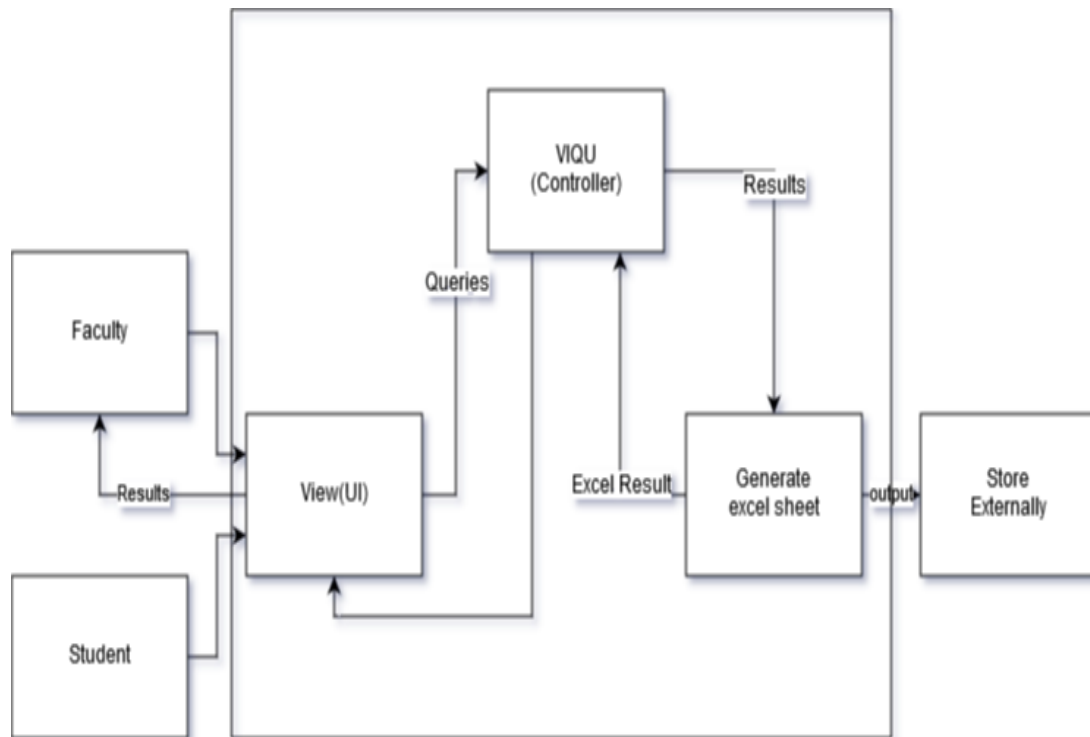 VIQU
(Controller)
Results
Queries
Faculty
Results
View(UI)
Excel Result
Generate
excel sheet
output
Store
Externally
Student